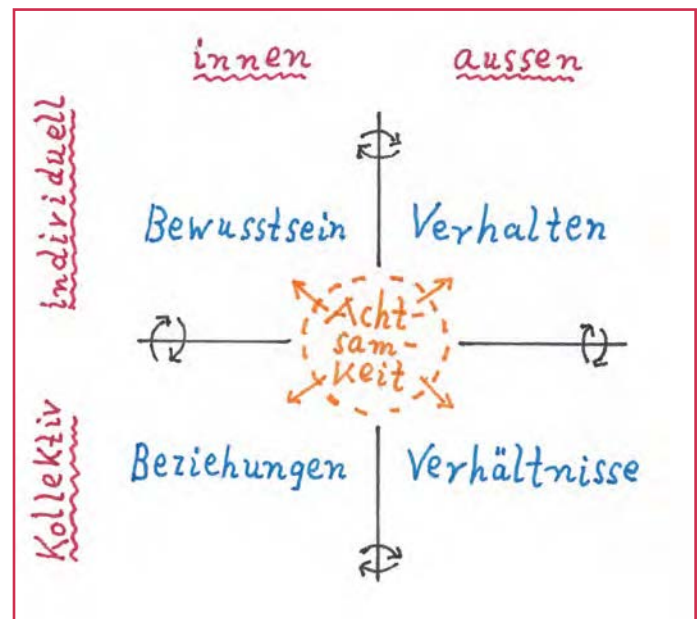 innen
aussen
individuell
Bewusstsein
Verhalten
Acht-
sam-
keit
Kollektiv
Beziehungen
Verhältnisse